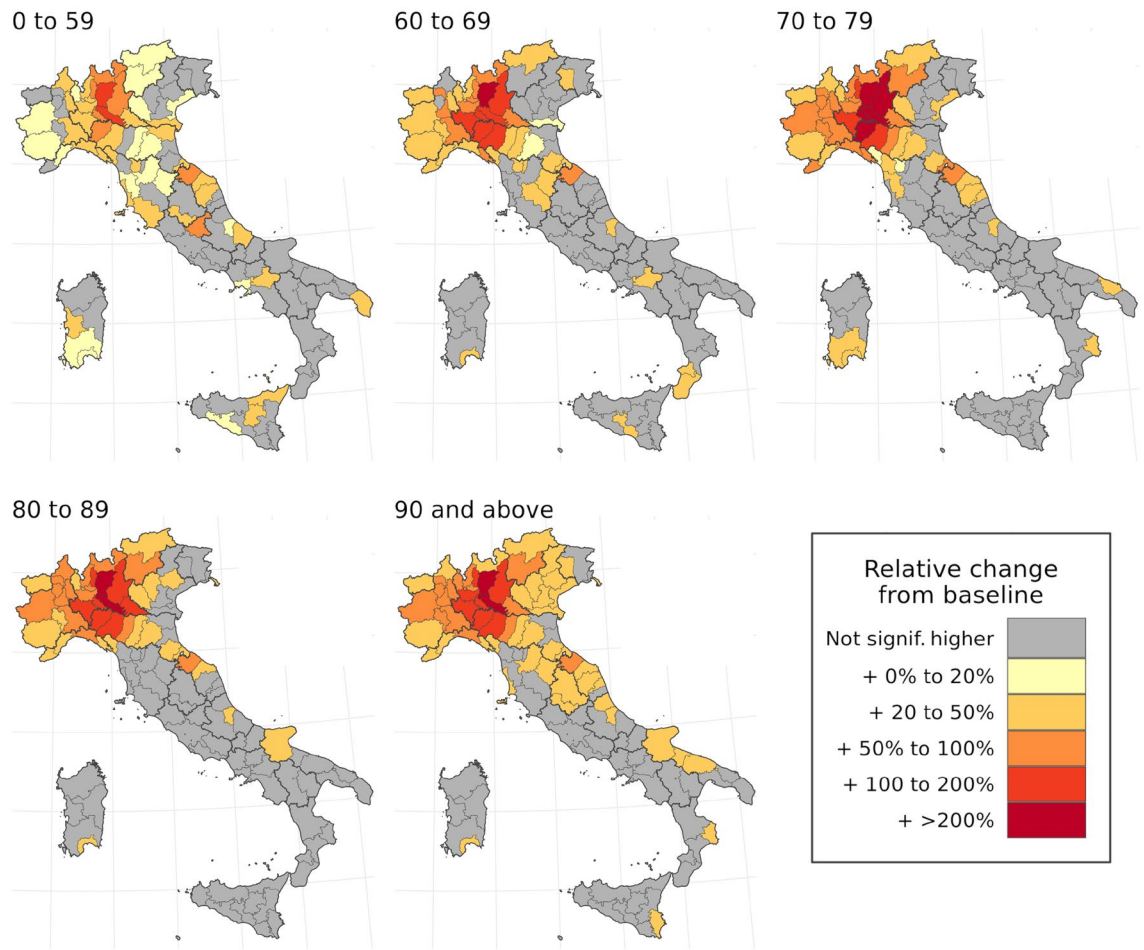 0 to 59
60 to 69
70 to 79
80 to 89
90 and above
Relative change
from baseline
Not signif. higher
+ 0% to 20%
+ 20 to 50%
+ 50% to 100%
+ 100 to 200%
+ >200%